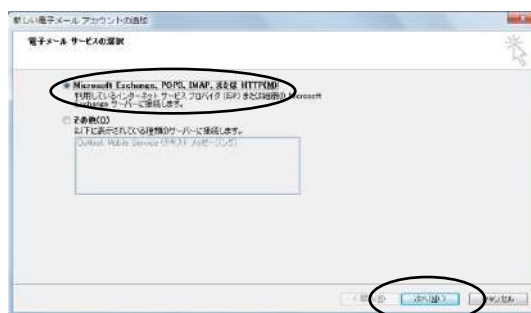 新しい電子メール アカウントの追加
電子メール サービスの選択
Microsoft Exchange、POP3、IMAP、または HTTP(M)
利用しているインターネット サービス プロバイダ (ISP) または組織の Microsoft
Exchange サーバーに接続します。
その他(O)
以下に表示されている種類のサーバーに接続します。
Outlook Mobile Service (テキスト メッセージング)
< 戻る(B)
次へ(N) >
キャンセル